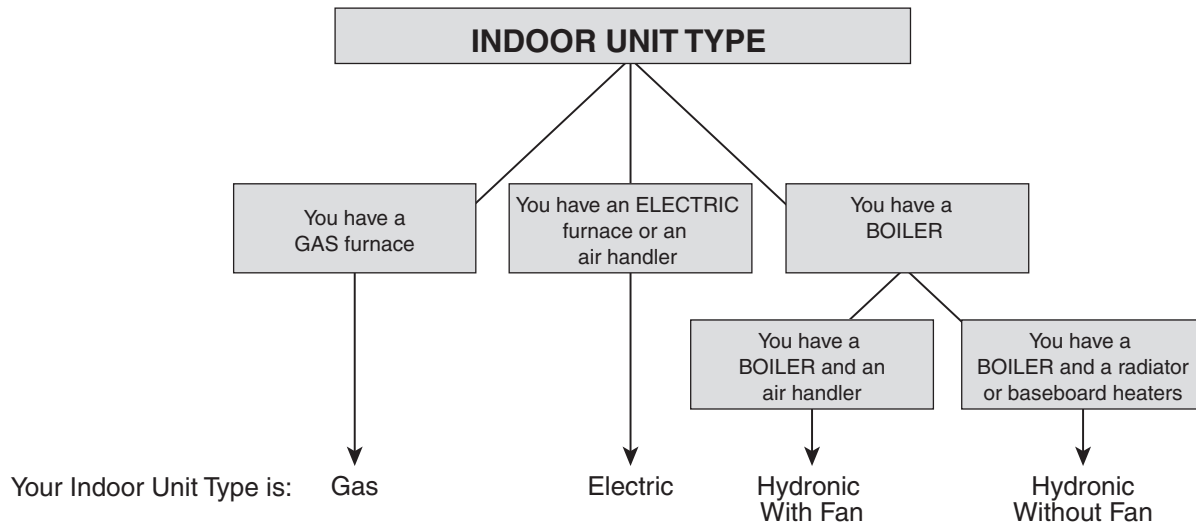 INDOOR UNIT TYPE
You have a
GAS furnace
You have an ELECTRIC
furnace or an
air handler
You have a
BOILER
You have a
BOILER and an
air handler
You have a
BOILER and a radiator
or baseboard heaters
Your Indoor Unit Type is:
Gas
Electric
Hydronic
With Fan
Hydronic
Without Fan